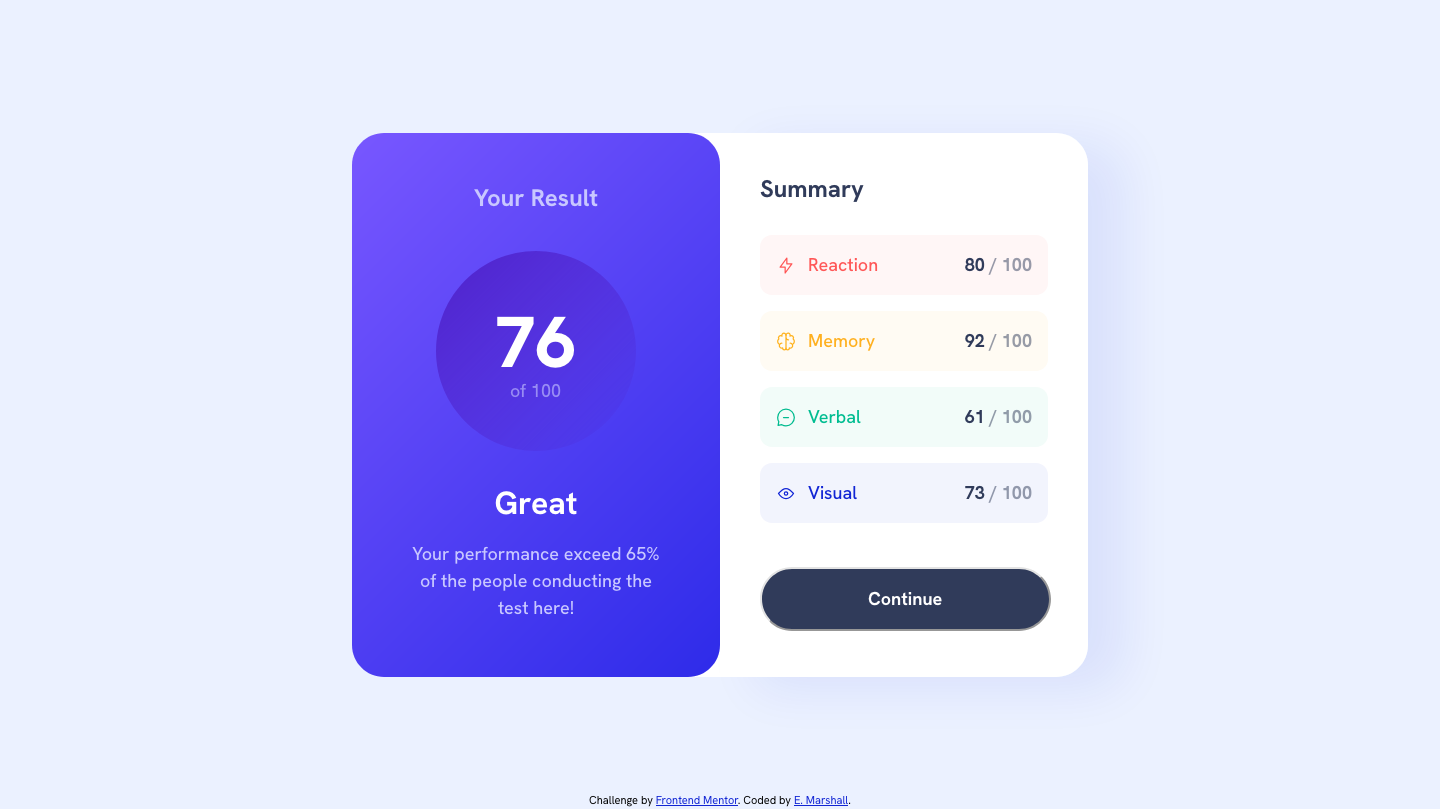 Your Result
76
of 100
Great
Your performance exceed 65%
of the people conducting the
test here!
Summary
Reaction 80 / 100
Memory 92 / 100
Verbal 61 / 100
Visual 73 / 100
Continue
Challenge by Frontend Mentor. Coded by E. Marshall.